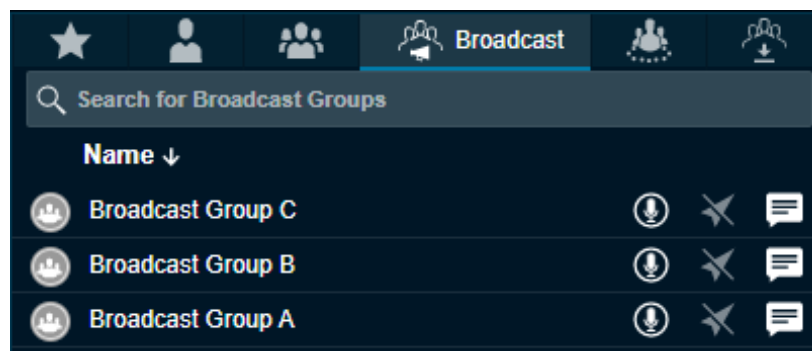 Broadcast
Search for Broadcast Groups
Name ↓
Broadcast Group C
Broadcast Group B
Broadcast Group A